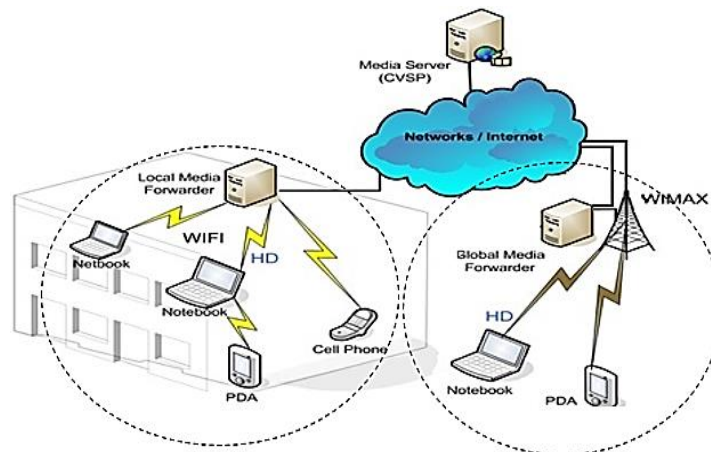 Media Server
(CVSP)
Networks / Internet
Local Media
Forwarder
WIMAX
WIFI
Global Media
Forwarder
Netbook
HD
Notebook
HD
Cell Phone
PDA
Notebook
PDA